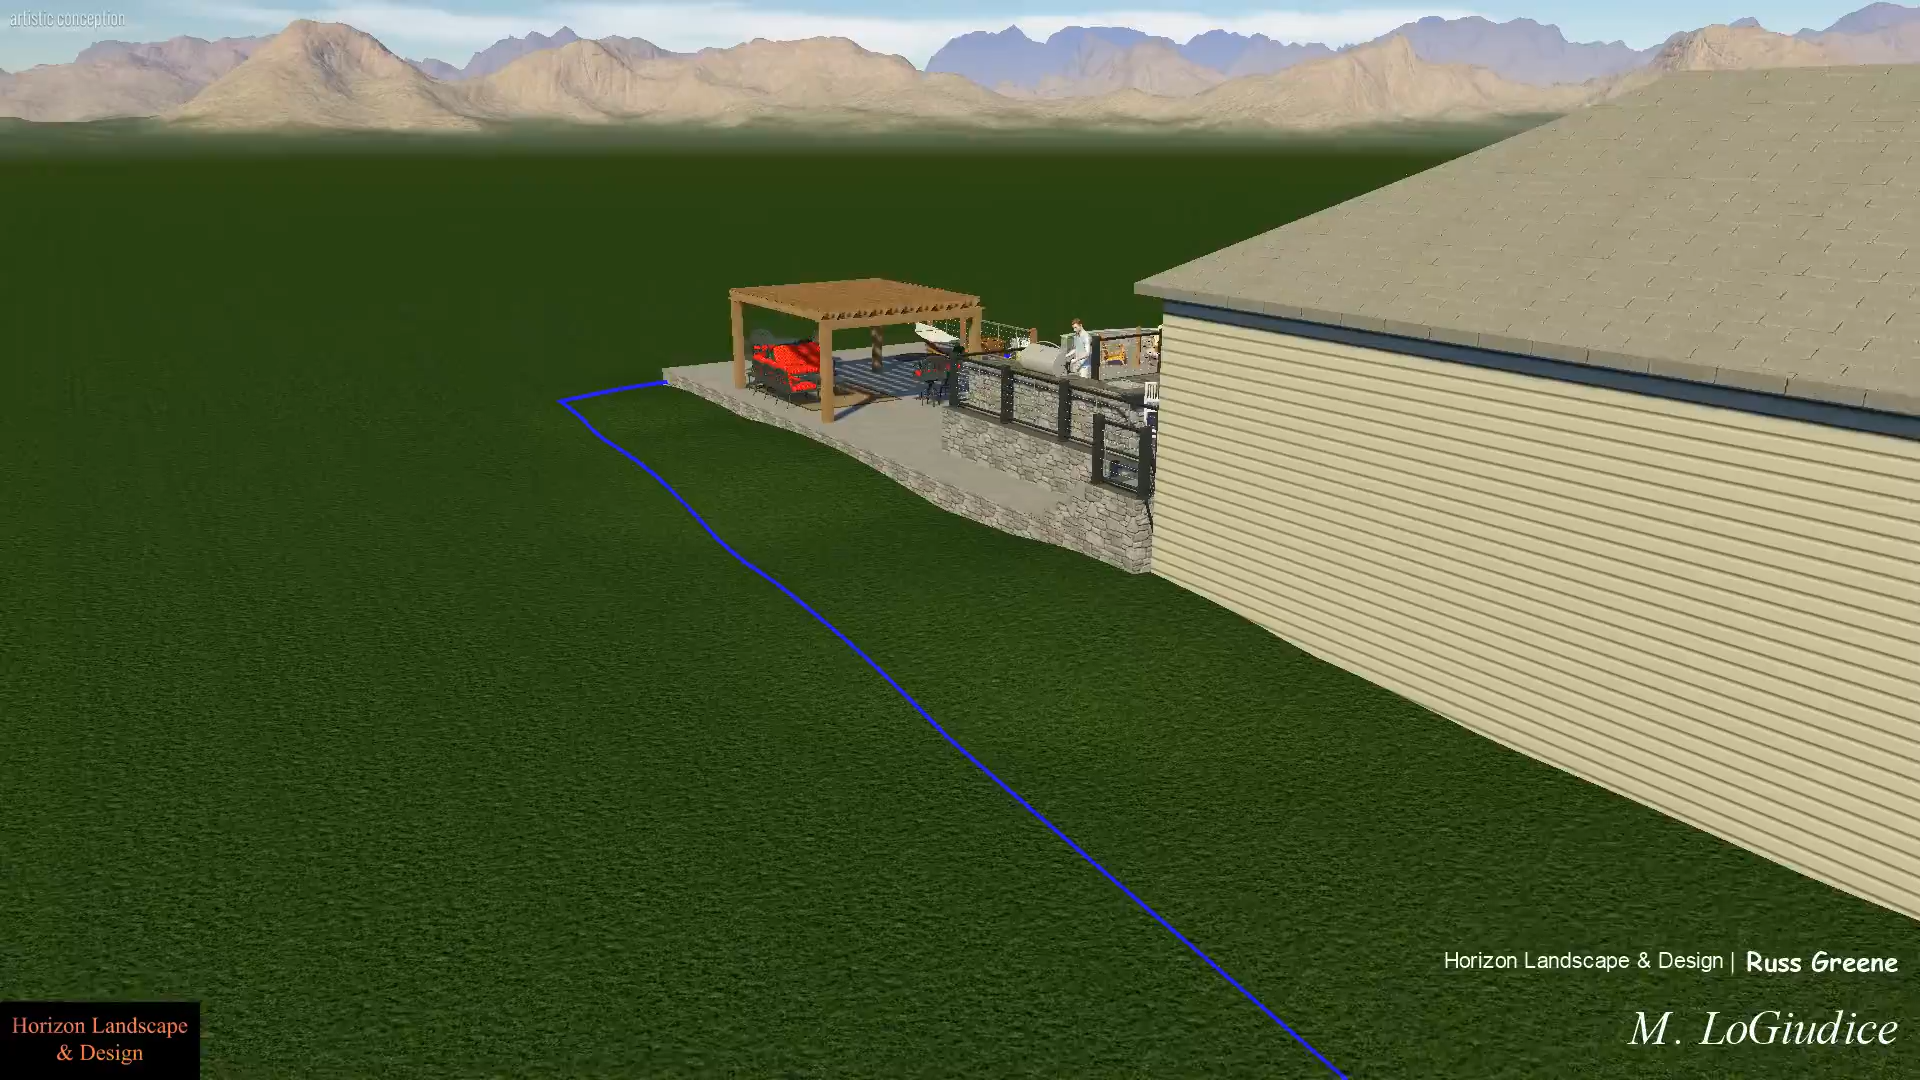 artistic conception
Horizon Landscape & Design | Russ Greene
M. LoGiudice
Horizon Landscape
& Design